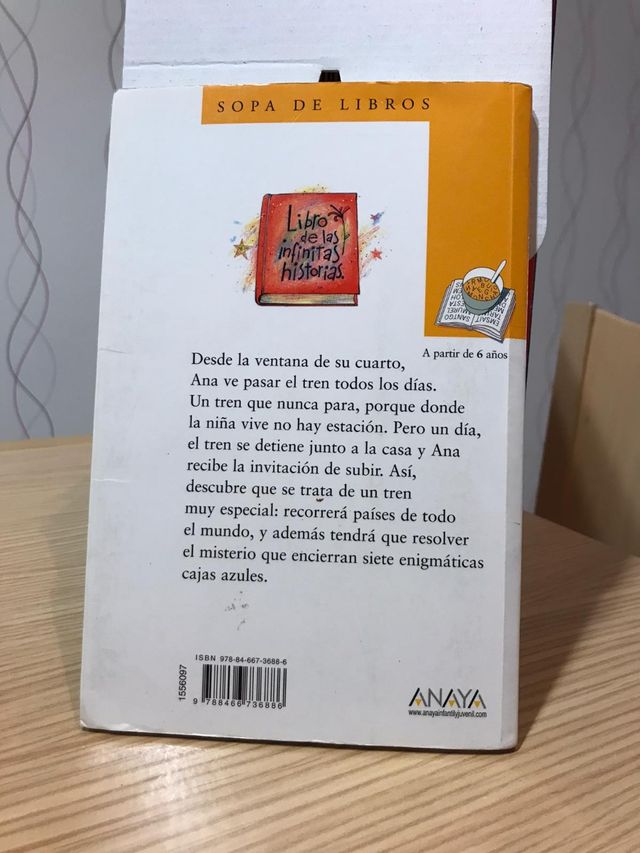 SOPA DE LIBROS
Libro
de las
infinitas
historias.
A partir de 6 años
Desde la ventana de su cuarto,
Ana ve pasar el tren todos los días.
Un tren que nunca para, porque donde
la niña vive no hay estación. Pero un día,
el tren se detiene junto a la casa y Ana
recibe la invitación de subir. Así,
descubre que se trata de un tren
muy especial: recorrerá países de todo
el mundo, y además tendrá que resolver
el misterio que encierran siete enigmáticas
cajas azules.
1556097
ISBN 978-84-667-3688-6
9 788466 736886
ANAYA
www.anayainfantilyjuvenil.com